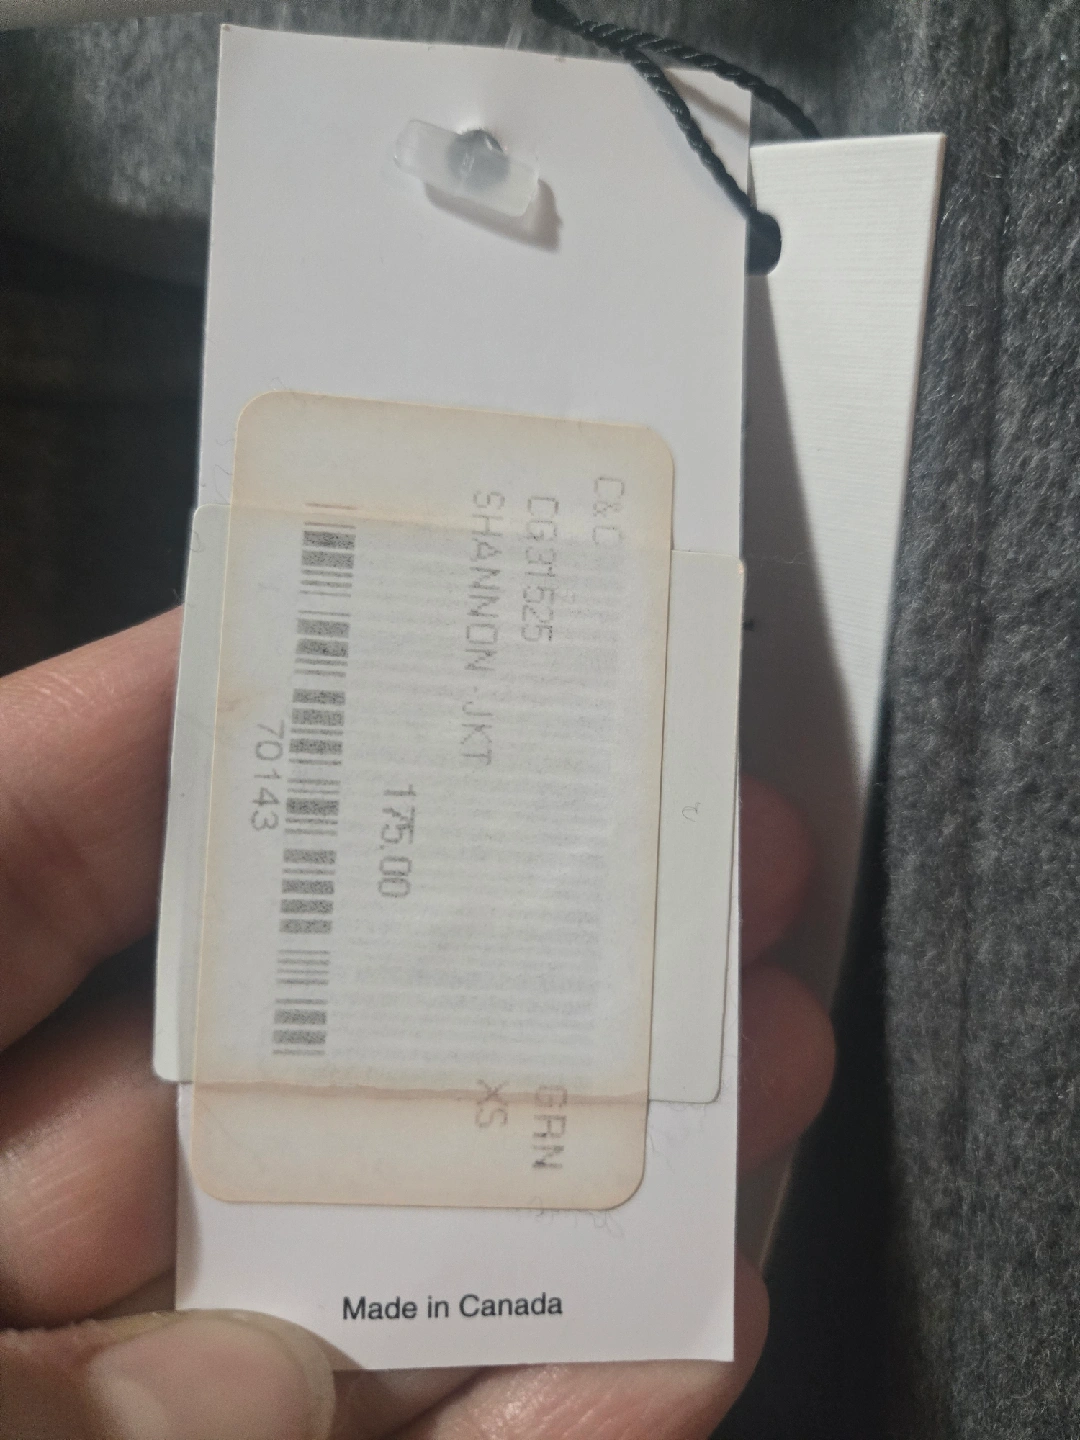 C&C
CG31525 GRN
SHANNON JKT XS
175.00
70143
Made in Canada